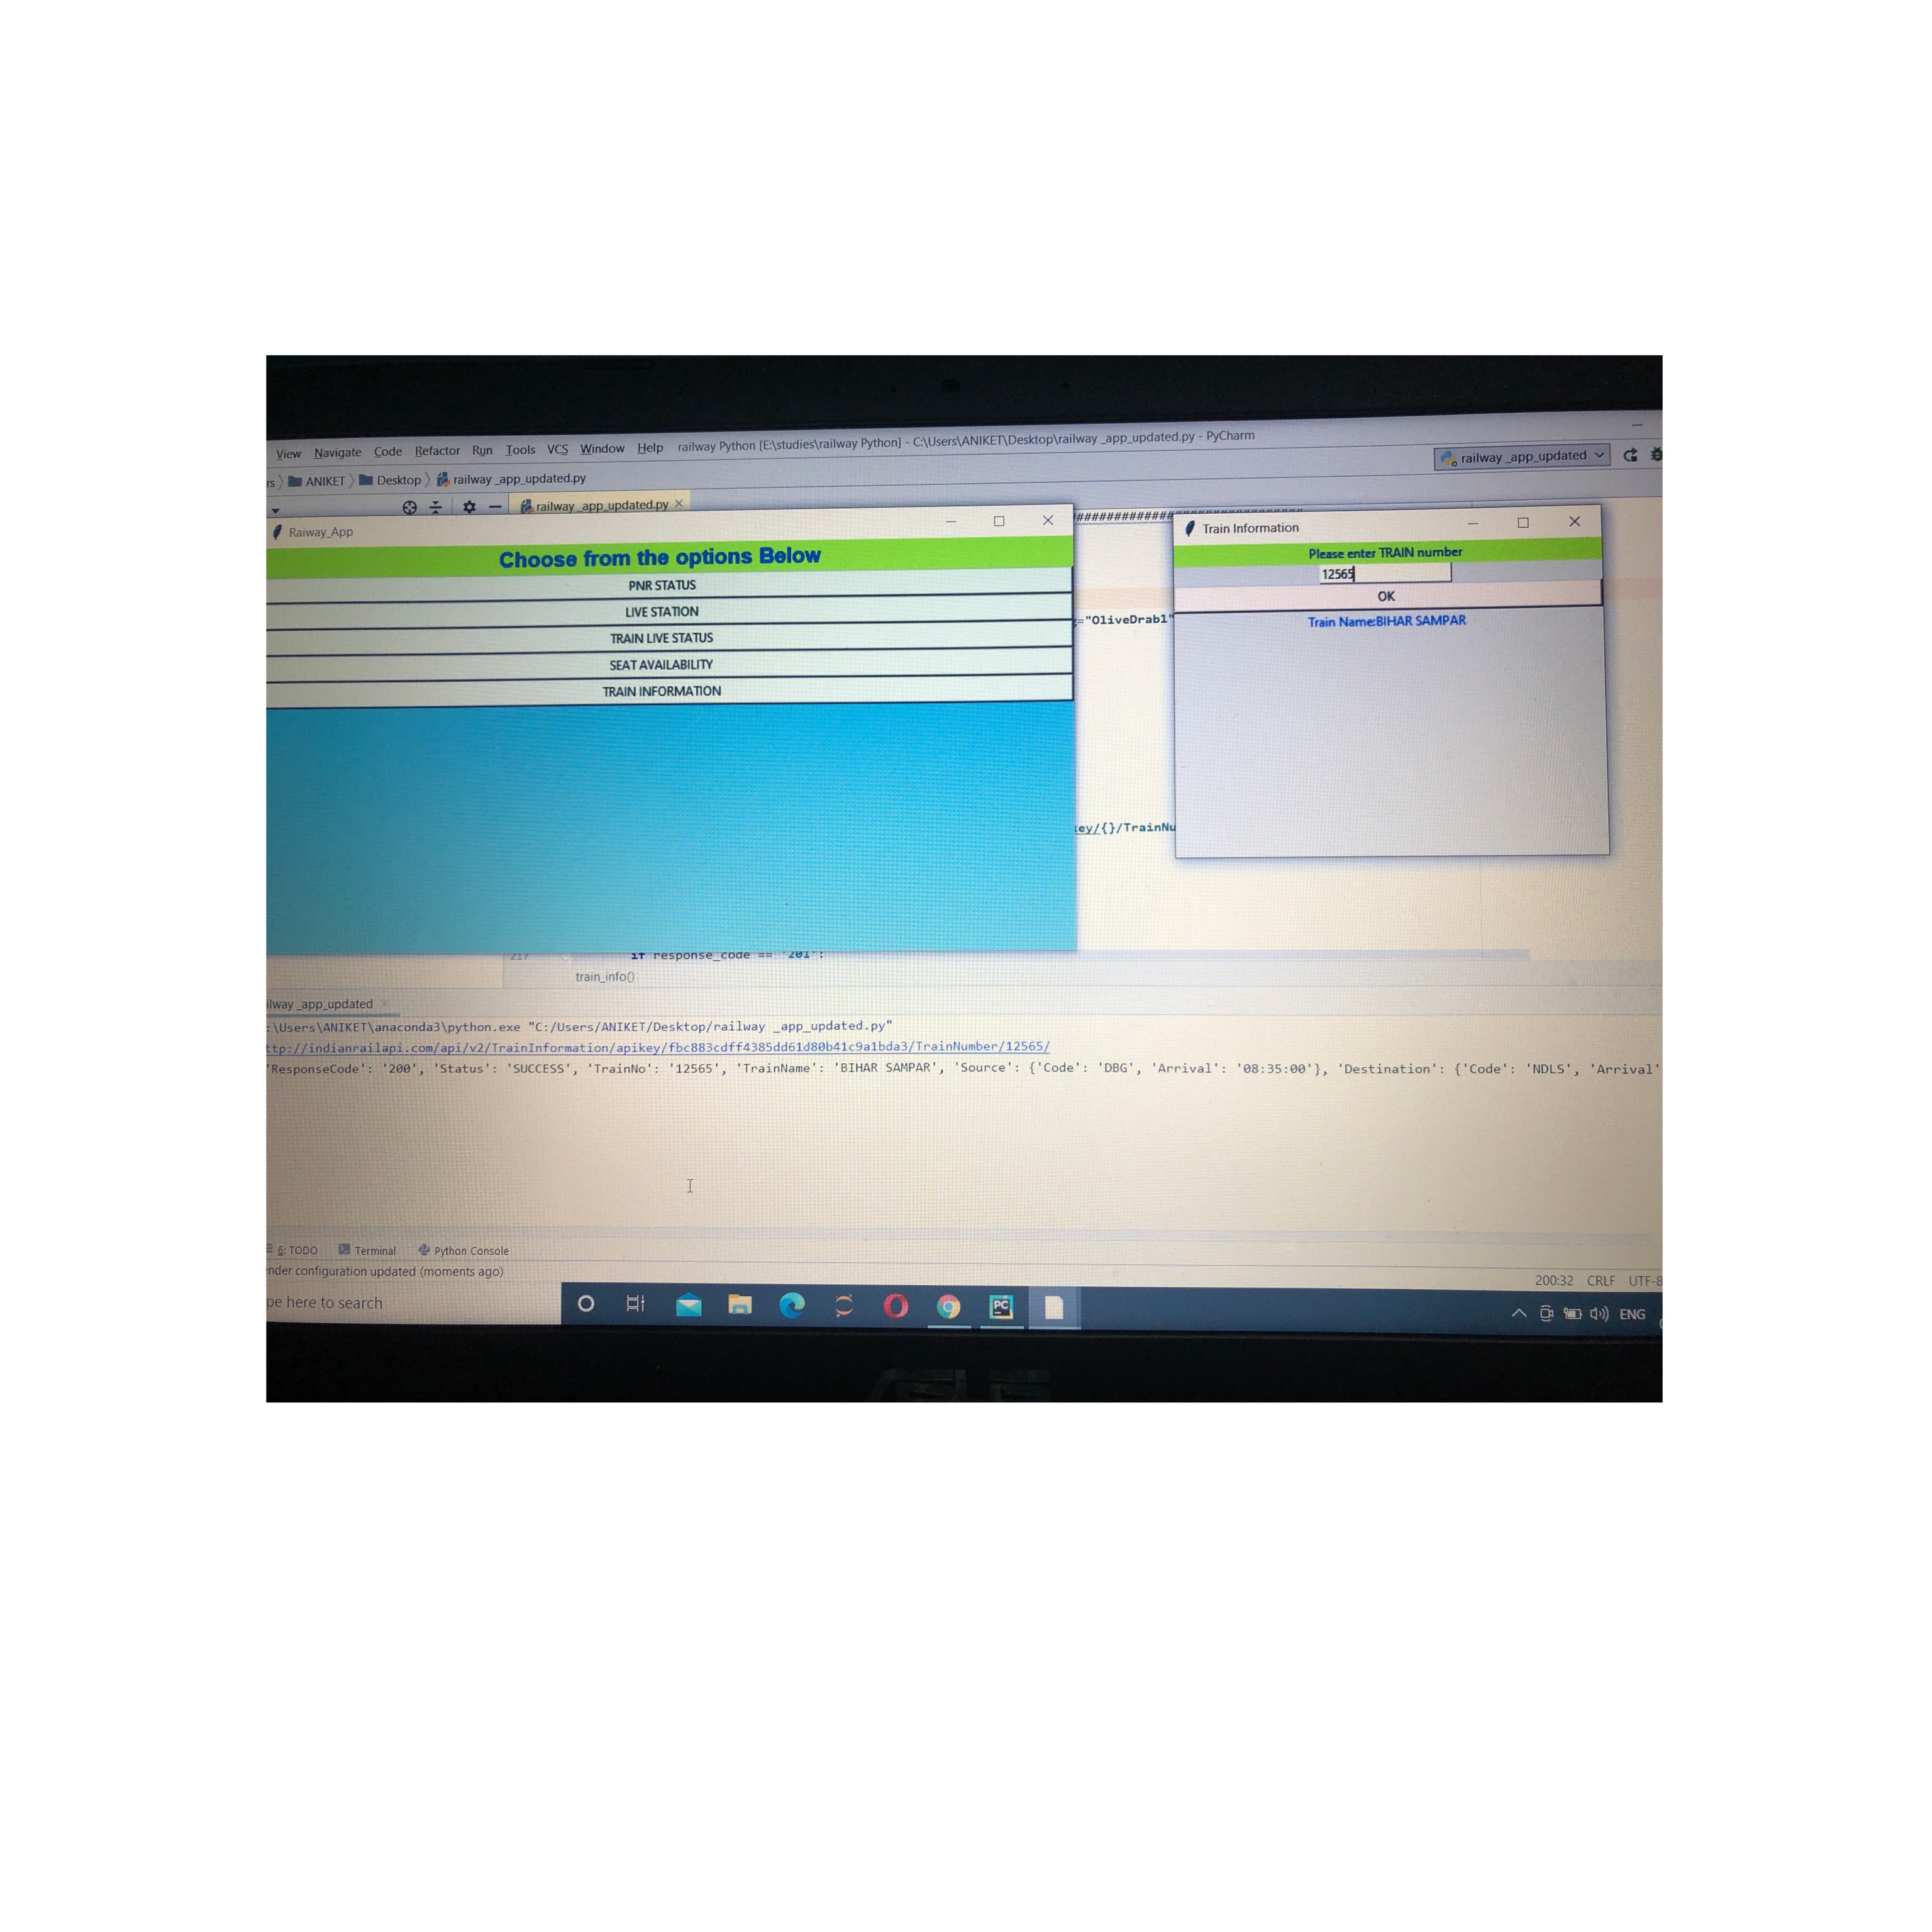 View Navigate Code Refactor Run Tools VCS Window Help railway Python [E:\studies\railway Python] - C:\Users\ANIKET\Desktop\railway _app_updated.py - PyCharm
railway _app_updated
rs ANIKET Desktop railway _app_updated.py
railway _app_updated.py
##############
Raiway_App
Choose from the options Below
PNR STATUS
LIVE STATION
TRAIN LIVE STATUS
SEAT AVAILABILITY
TRAIN INFORMATION
Train Information
Please enter TRAIN number
12565
OK
Train Name:BIHAR SAMPAR
="OliveDrab1"
key/{}/TrainNu
217 if response_code == '201':
train_info()
ilway _app_updated
:\Users\ANIKET\anaconda3\python.exe "C:/Users/ANIKET/Desktop/railway _app_updated.py"
ttp://indianrailapi.com/api/v2/TrainInformation/apikey/fbc883cdff4385dd61d80b41c9a1bda3/TrainNumber/12565/
'ResponseCode': '200', 'Status': 'SUCCESS', 'TrainNo': '12565', 'TrainName': 'BIHAR SAMPAR', 'Source': {'Code': 'DBG', 'Arrival': '08:35:00'}, 'Destination': {'Code': 'NDLS', 'Arrival'
6: TODO Terminal Python Console
nder configuration updated (moments ago)
200:32 CRLF UTF-8
pe here to search
PC
ENG